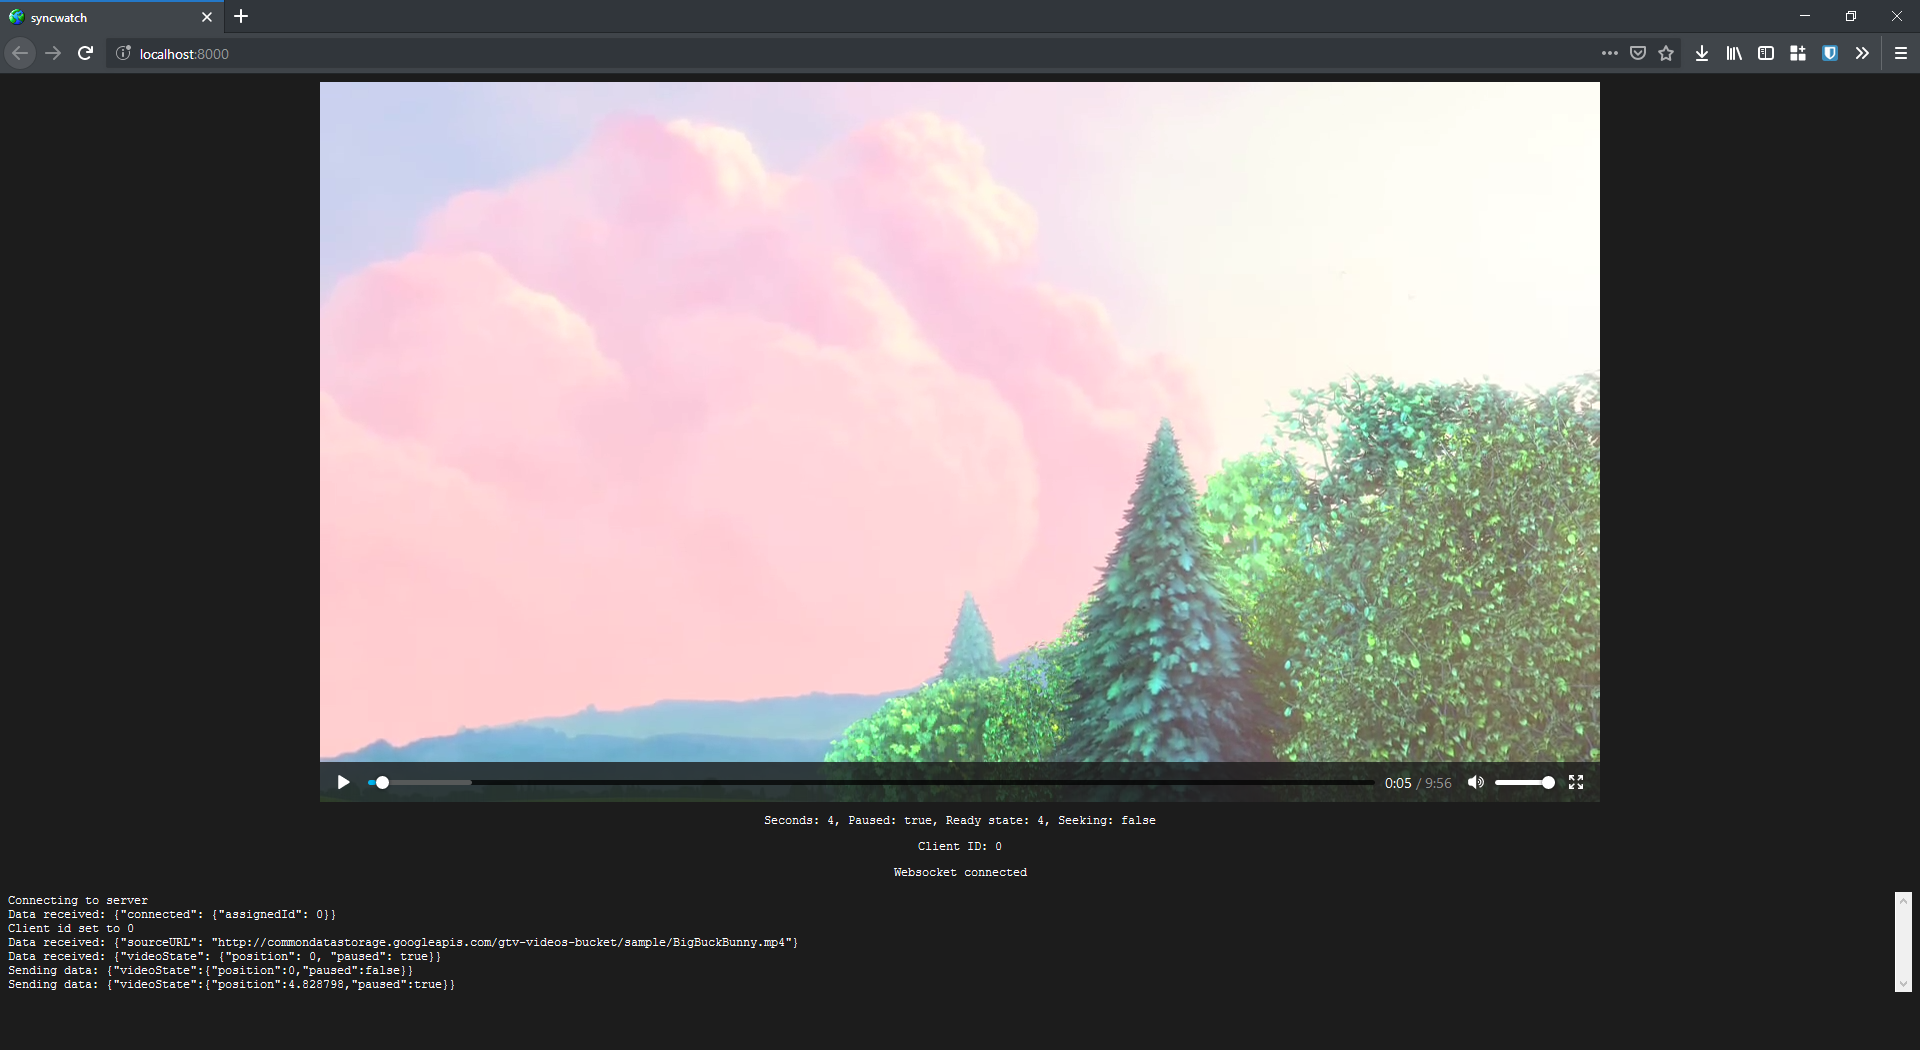 syncwatch
localhost:8000
0:05 / 9:56
Seconds: 4, Paused: true, Ready state: 4, Seeking: false
Client ID: 0
Websocket connected
Connecting to server
Data received: {"connected": {"assignedId": 0}}
Client id set to 0
Data received: {"sourceURL": "http://commondatastorage.googleapis.com/gtv-videos-bucket/sample/BigBuckBunny.mp4"}
Data received: {"videoState": {"position": 0, "paused": true}}
Sending data: {"videoState":{"position":0,"paused":false}}
Sending data: {"videoState":{"position":4.828798,"paused":true}}